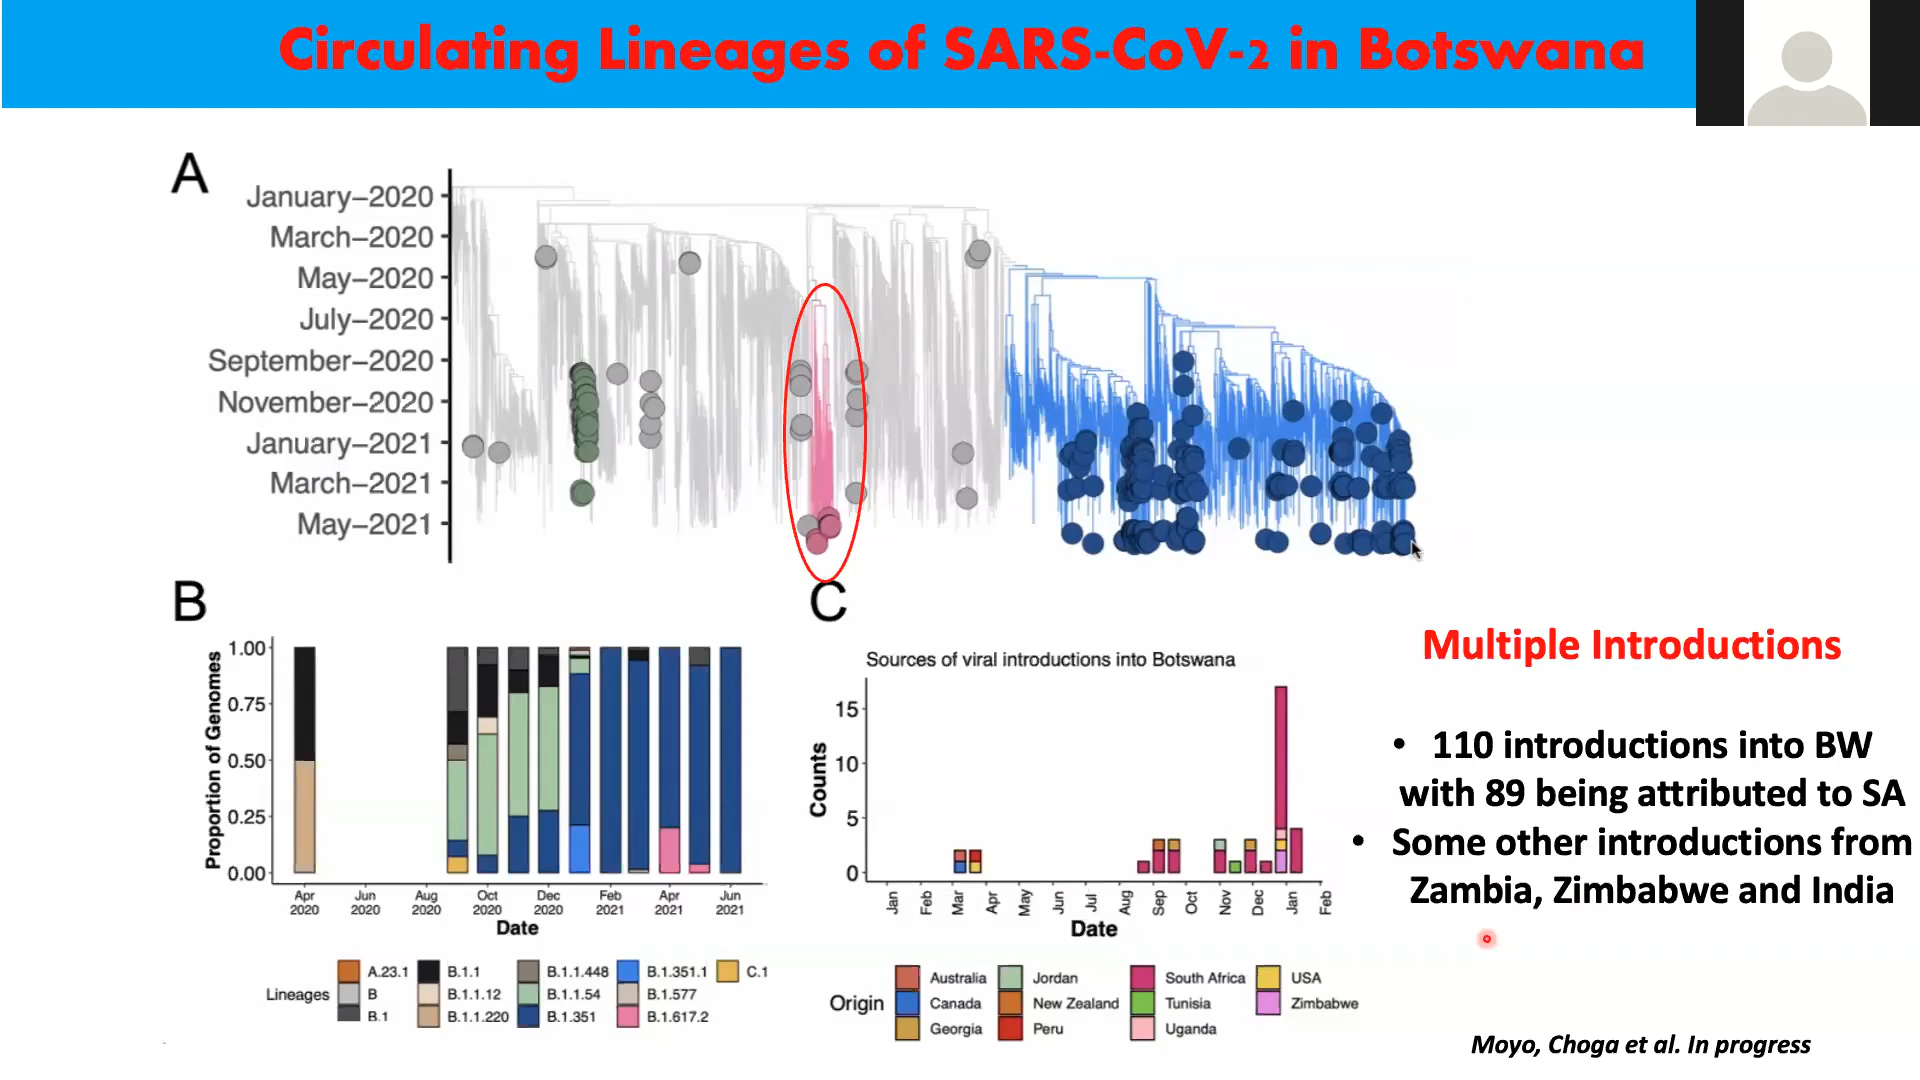 Circulating Lineages of SARS-CoV-2 in Botswana
A
January–2020
March–2020
May–2020
July–2020
September–2020
November–2020
January–2021
March–2021
May–2021
B
Proportion of Genomes
1.00
0.75
0.50
0.25
0.00
Apr 2020
Jun 2020
Aug 2020
Oct 2020
Dec 2020
Feb 2021
Apr 2021
Jun 2021
Date
Lineages
A.23.1
B
B.1
B.1.1
B.1.1.12
B.1.1.220
B.1.1.448
B.1.1.54
B.1.351
B.1.351.1
B.1.577
B.1.617.2
C.1
C
Sources of viral introductions into Botswana
Counts
15
10
5
0
Jan
Feb
Mar
Apr
May
Jun
Jul
Aug
Sep
Oct
Nov
Dec
Jan
Feb
Date
Origin
Australia
Canada
Georgia
Jordan
New Zealand
Peru
South Africa
Tunisia
Uganda
USA
Zimbabwe
Multiple Introductions
• 110 introductions into BW
with 89 being attributed to SA
• Some other introductions from
Zambia, Zimbabwe and India
Moyo, Choga et al. In progress